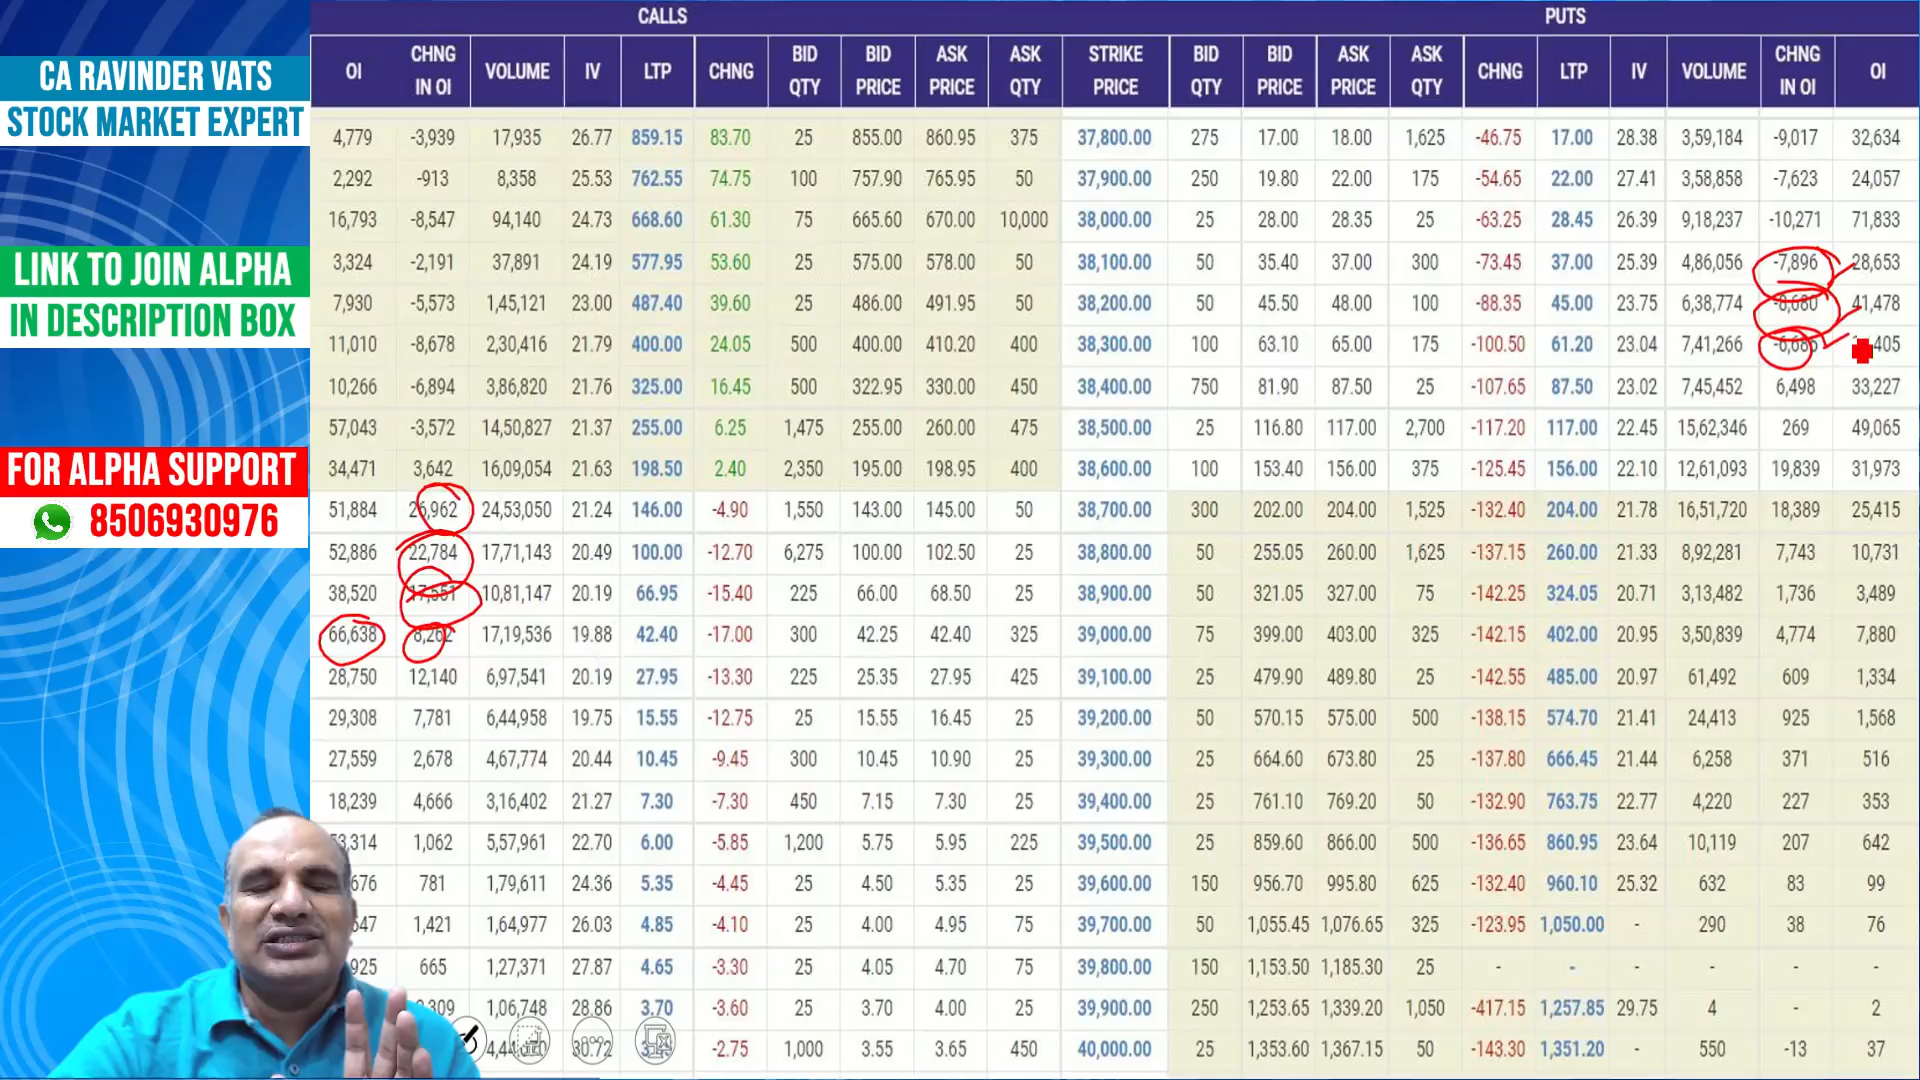 CA RAVINDER VATS
STOCK MARKET EXPERT
LINK TO JOIN ALPHA
IN DESCRIPTION BOX
FOR ALPHA SUPPORT
8506930976
CALLS PUTS
OI CHNG IN OI VOLUME IV LTP CHNG BID QTY BID PRICE ASK PRICE ASK QTY STRIKE PRICE BID QTY BID PRICE ASK PRICE ASK QTY CHNG LTP IV VOLUME CHNG IN OI OI
4,779 -3,939 17,935 26.77 859.15 83.70 25 855.00 860.95 375 37,800.00 275 17.00 18.00 1,625 -46.75 17.00 28.38 3,59,184 -9,017 32,634
2,292 -913 8,358 25.53 762.55 74.75 100 757.90 765.95 50 37,900.00 250 19.80 22.00 175 -54.65 22.00 27.41 3,58,858 -7,623 24,057
16,793 -8,547 94,140 24.73 668.60 61.30 75 665.60 670.00 10,000 38,000.00 25 28.00 28.35 25 -63.25 28.45 26.39 9,18,237 -10,271 71,833
3,324 -2,191 37,891 24.19 577.95 53.60 25 575.00 578.00 50 38,100.00 50 35.40 37.00 300 -73.45 37.00 25.39 4,86,056 -7,896 28,653
7,930 -5,573 1,45,121 23.00 487.40 39.60 25 486.00 491.95 50 38,200.00 50 45.50 48.00 100 -88.35 45.00 23.75 6,38,774 -8,680 41,478
11,010 -8,678 2,30,416 21.79 400.00 24.05 500 400.00 410.20 400 38,300.00 100 63.10 65.00 175 -100.50 61.20 23.04 7,41,266
10,266 -6,894 3,86,820 21.76 325.00 16.45 500 322.95 330.00 450 38,400.00 750 81.90 87.50 25 -107.65 87.50 23.02 7,45,452 6,498 33,227
57,043 -3,572 14,50,827 21.37 255.00 6.25 1,475 255.00 260.00 475 38,500.00 25 116.80 117.00 2,700 -117.20 117.00 22.45 15,62,346 269 49,065
34,471 3,642 16,09,054 21.63 198.50 2.40 2,350 195.00 198.95 400 38,600.00 100 153.40 156.00 375 -125.45 156.00 22.10 12,61,093 19,839 31,973
51,884 26,962 24,53,050 21.24 146.00 -4.90 1,550 143.00 145.00 50 38,700.00 300 202.00 204.00 1,525 -132.40 204.00 21.78 16,51,720 18,389 25,415
52,886 22,784 17,71,143 20.49 100.00 -12.70 6,275 100.00 102.50 25 38,800.00 50 255.05 260.00 1,625 -137.15 260.00 21.33 8,92,281 7,743 10,731
38,520 17,551 10,81,147 20.19 66.95 -15.40 225 66.00 68.50 25 38,900.00 50 321.05 327.00 75 -142.25 324.05 20.71 3,13,482 1,736 3,489
66,638 8,262 17,19,536 19.88 42.40 -17.00 300 42.25 42.40 325 39,000.00 75 399.00 403.00 325 -142.15 402.00 20.95 3,50,839 4,774 7,880
28,750 12,140 6,97,541 20.19 27.95 -13.30 225 25.35 27.95 425 39,100.00 25 479.90 489.80 25 -142.55 485.00 20.97 61,492 609 1,334
29,308 7,781 6,44,958 19.75 15.55 -12.75 25 15.55 16.45 25 39,200.00 50 570.15 575.00 500 -138.15 574.70 21.41 24,413 925 1,568
27,559 2,678 4,67,774 20.44 10.45 -9.45 300 10.45 10.90 25 39,300.00 25 664.60 673.80 25 -137.80 666.45 21.44 6,258 371 516
18,239 4,666 3,16,402 21.27 7.30 -7.30 450 7.15 7.30 25 39,400.00 25 761.10 769.20 50 -132.90 763.75 22.77 4,220 227 353
1,062 5,57,961 22.70 6.00 -5.85 1,200 5.75 5.95 225 39,500.00 25 859.60 866.00 500 -136.65 860.95 23.64 10,119 207 642
781 1,79,611 24.36 5.35 -4.45 25 4.50 5.35 25 39,600.00 150 956.70 995.80 625 -132.40 960.10 25.32 632 83 99
1,421 1,64,977 26.03 4.85 -4.10 25 4.00 4.95 75 39,700.00 50 1,055.45 1,076.65 325 -123.95 1,050.00 - 290 38 76
665 1,27,371 27.87 4.65 -3.30 25 4.05 4.70 75 39,800.00 150 1,153.50 1,185.30 25 - - - - - -
1,06,748 28.86 3.70 -3.60 25 3.70 4.00 25 39,900.00 250 1,253.65 1,339.20 1,050 -417.15 1,257.85 29.75 4 - 2
30.72 -2.75 1,000 3.55 3.65 450 40,000.00 25 1,353.60 1,367.15 50 -143.30 1,351.20 - 550 -13 37